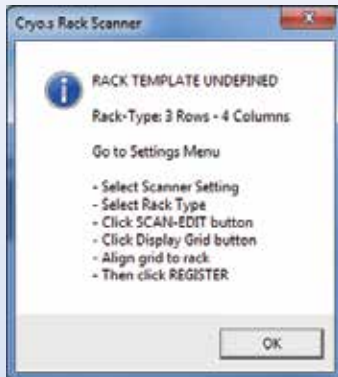 Cryo.s Rack Scanner
RACK TEMPLATE UNDEFINED
Rack-Type: 3 Rows - 4 Columns
Go to Settings Menu
- Select Scanner Setting
- Select Rack Type
- Click SCAN-EDIT button
- Click Display Grid button
- Align grid to rack
- Then click REGISTER
OK